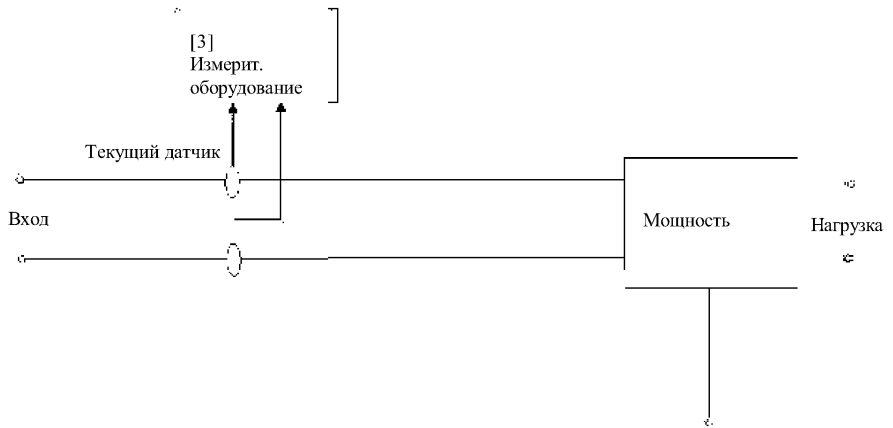 [3]
Измерит.
оборудование
Текущий датчик
Вход
Мощность
Нагрузка